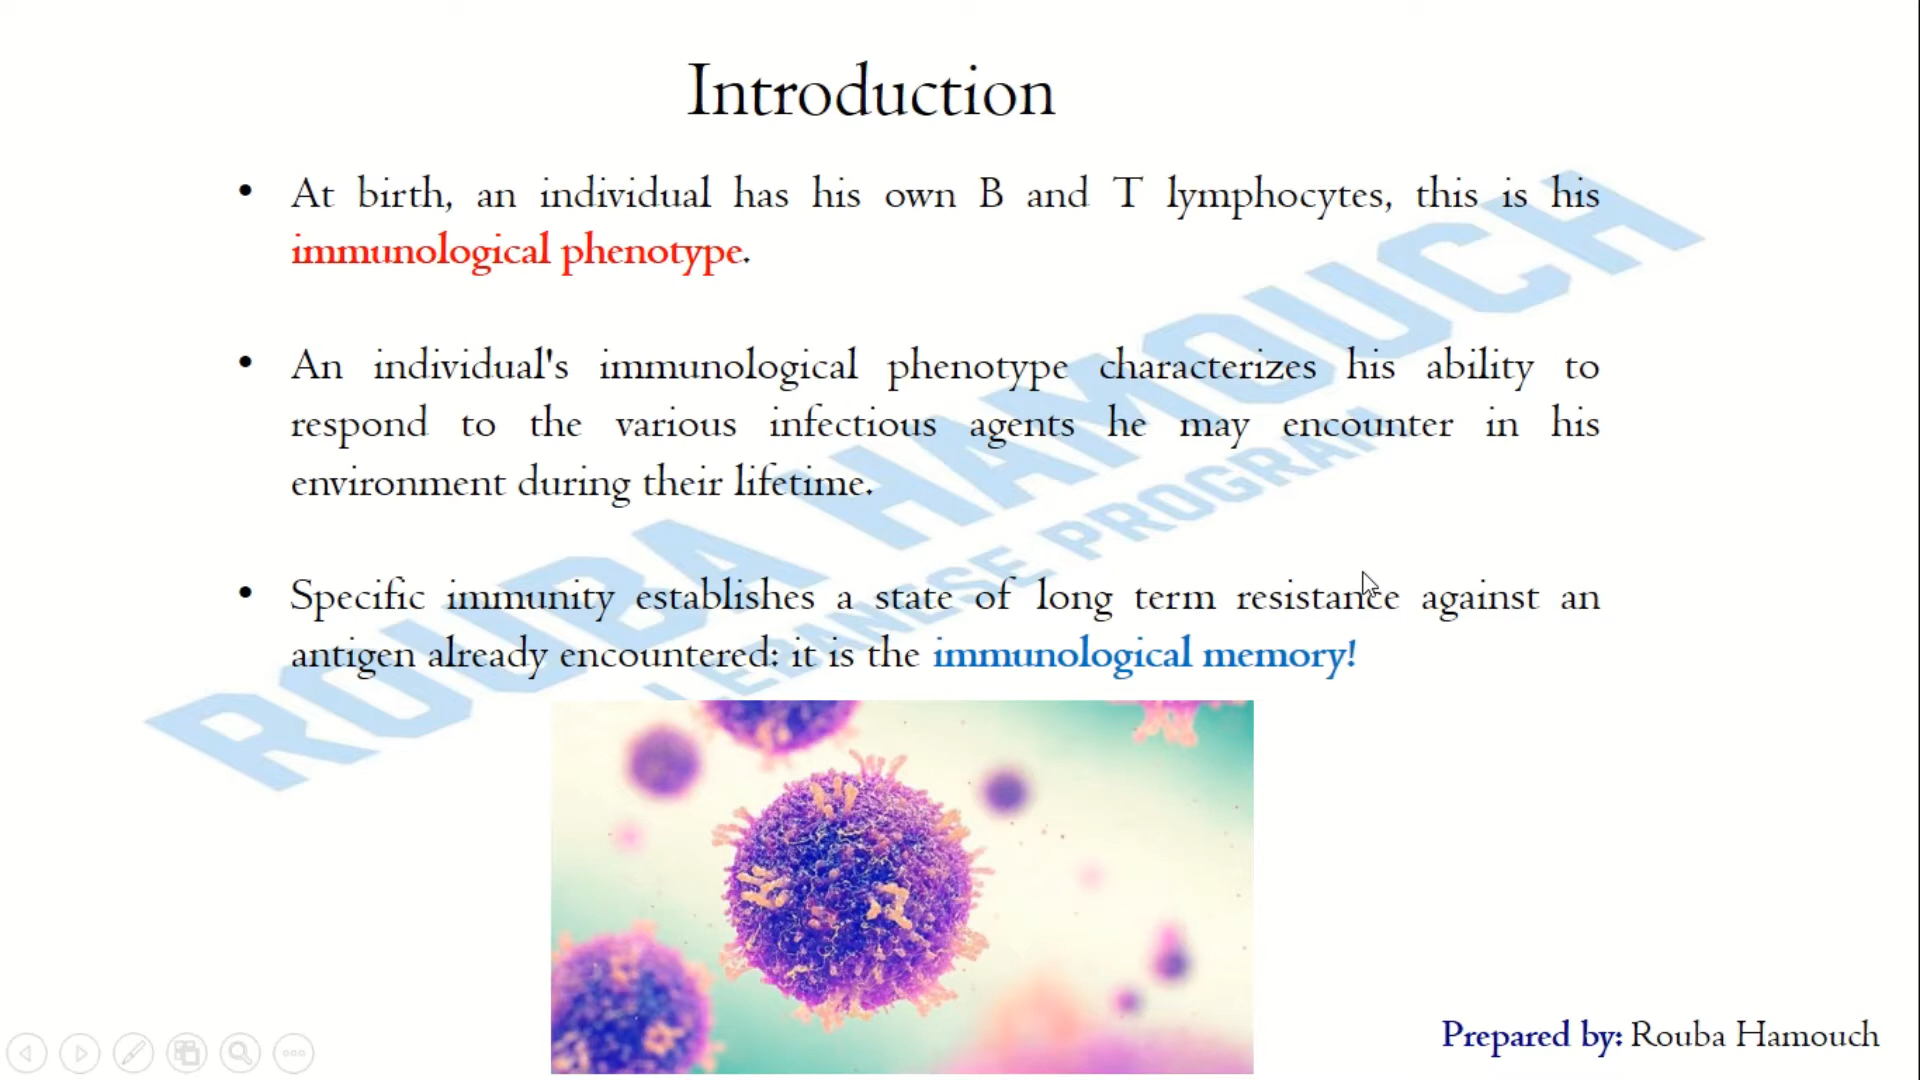 Introduction
• At birth, an individual has his own B and T lymphocytes, this is his
immunological phenotype.
• An individual's immunological phenotype characterizes his ability to
respond to the various infectious agents he may encounter in his
environment during their lifetime.
• Specific immunity establishes a state of long term resistance against an
antigen already encountered: it is the immunological memory!
ROUBA HAMOUCH
LEBANESE PROGRAM
Prepared by: Rouba Hamouch